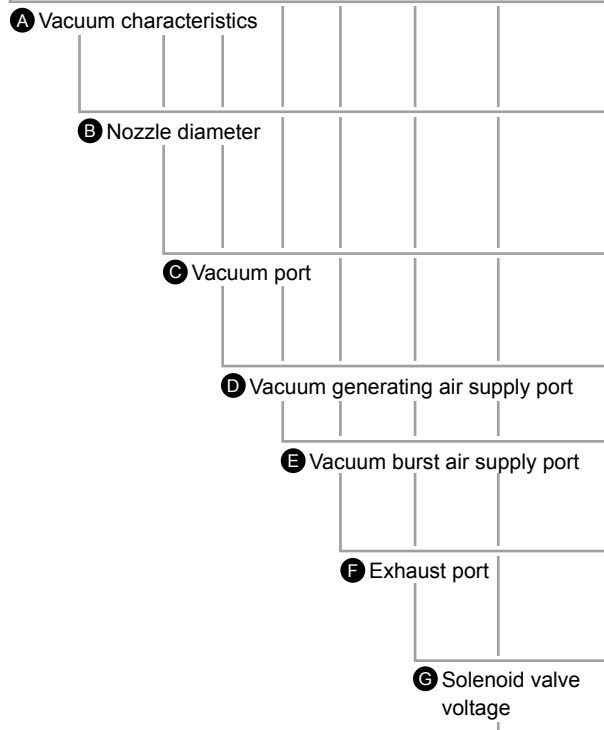 A Vacuum characteristics
B Nozzle diameter
C Vacuum port
D Vacuum generating air supply port
E Vacuum burst air supply port
F Exhaust port
G Solenoid valve
voltage